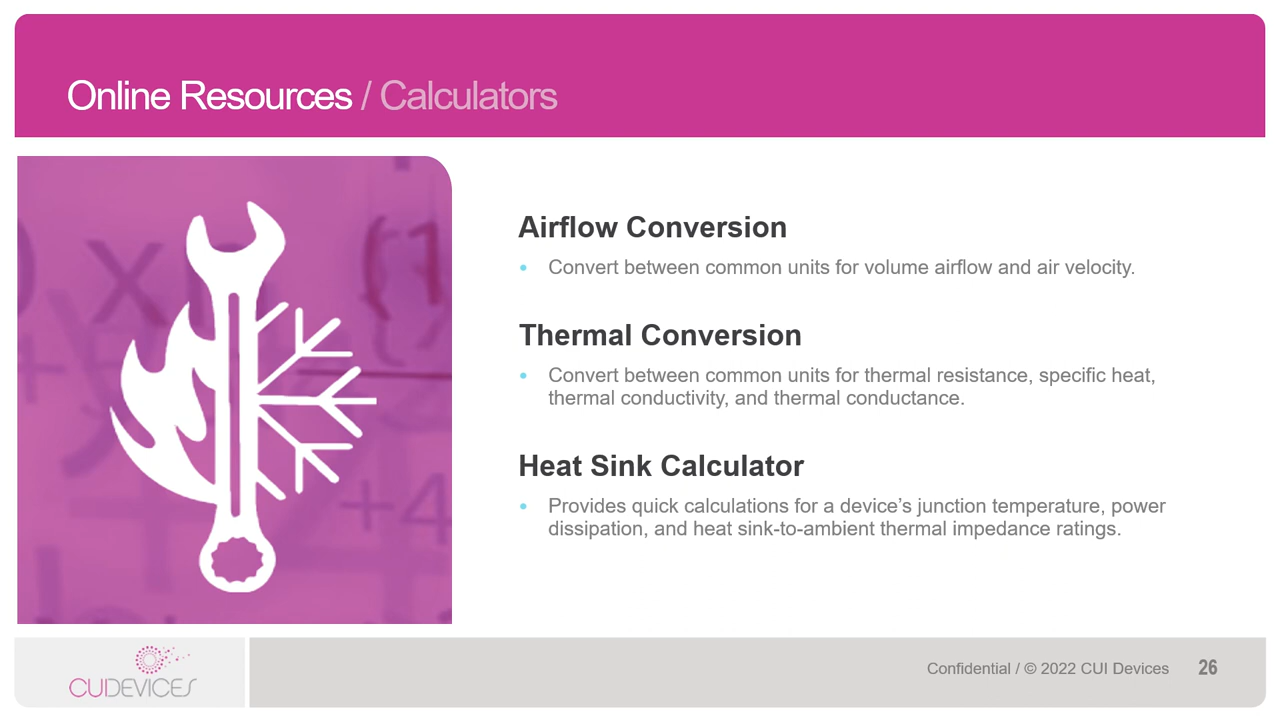 Online Resources / Calculators
Airflow Conversion
• Convert between common units for volume airflow and air velocity.
Thermal Conversion
• Convert between common units for thermal resistance, specific heat,
thermal conductivity, and thermal conductance.
Heat Sink Calculator
• Provides quick calculations for a device’s junction temperature, power
dissipation, and heat sink-to-ambient thermal impedance ratings.
CUIDEVICES
Confidential / © 2022 CUI Devices 26